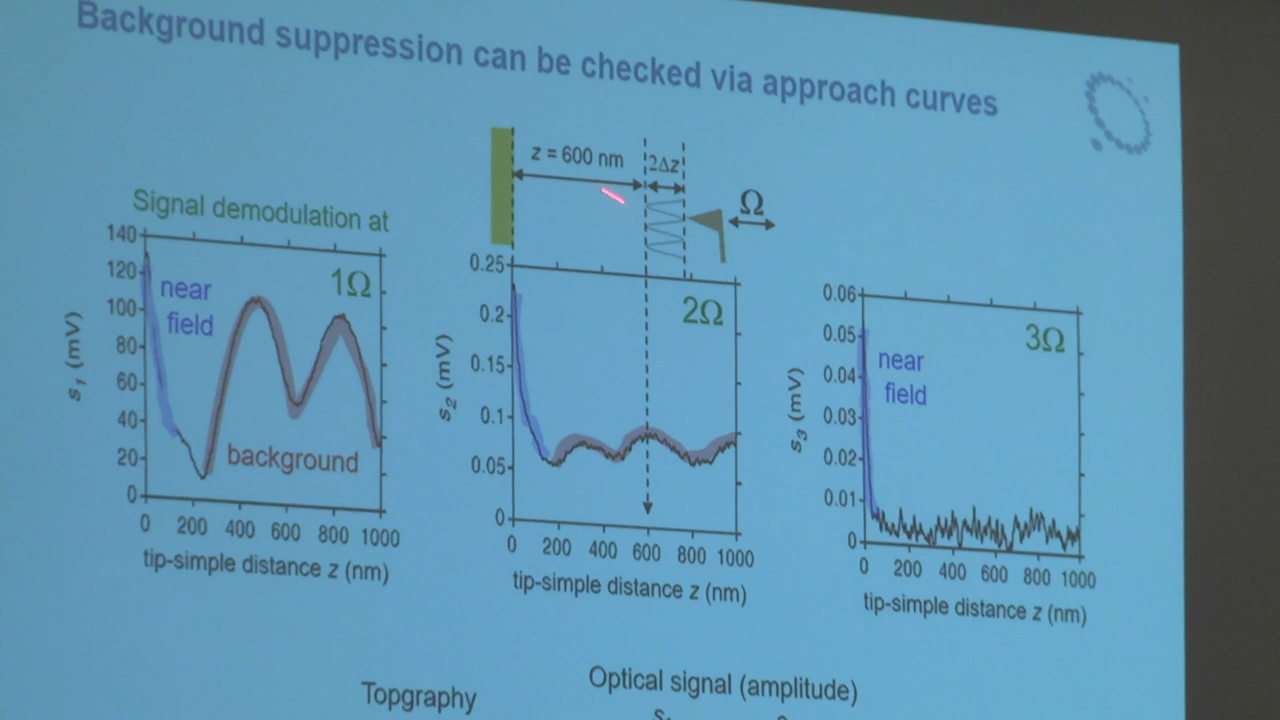 Background suppression can be checked via approach curves
z = 600 nm
2Δz
Ω
Signal demodulation at
140
120
100
80
60
40
20
0
s1 (mV)
near
field
1Ω
background
0 200 400 600 800 1000
tip-simple distance z (nm)
0.25
0.2
0.15
0.1
0.05
0
s2 (mV)
2Ω
0 200 400 600 800 1000
tip-simple distance z (nm)
0.06
0.05
0.04
0.03
0.02
0.01
0
s3 (mV)
3Ω
near
field
0 200 400 600 800 1000
tip-simple distance z (nm)
Topgraphy
Optical signal (amplitude)